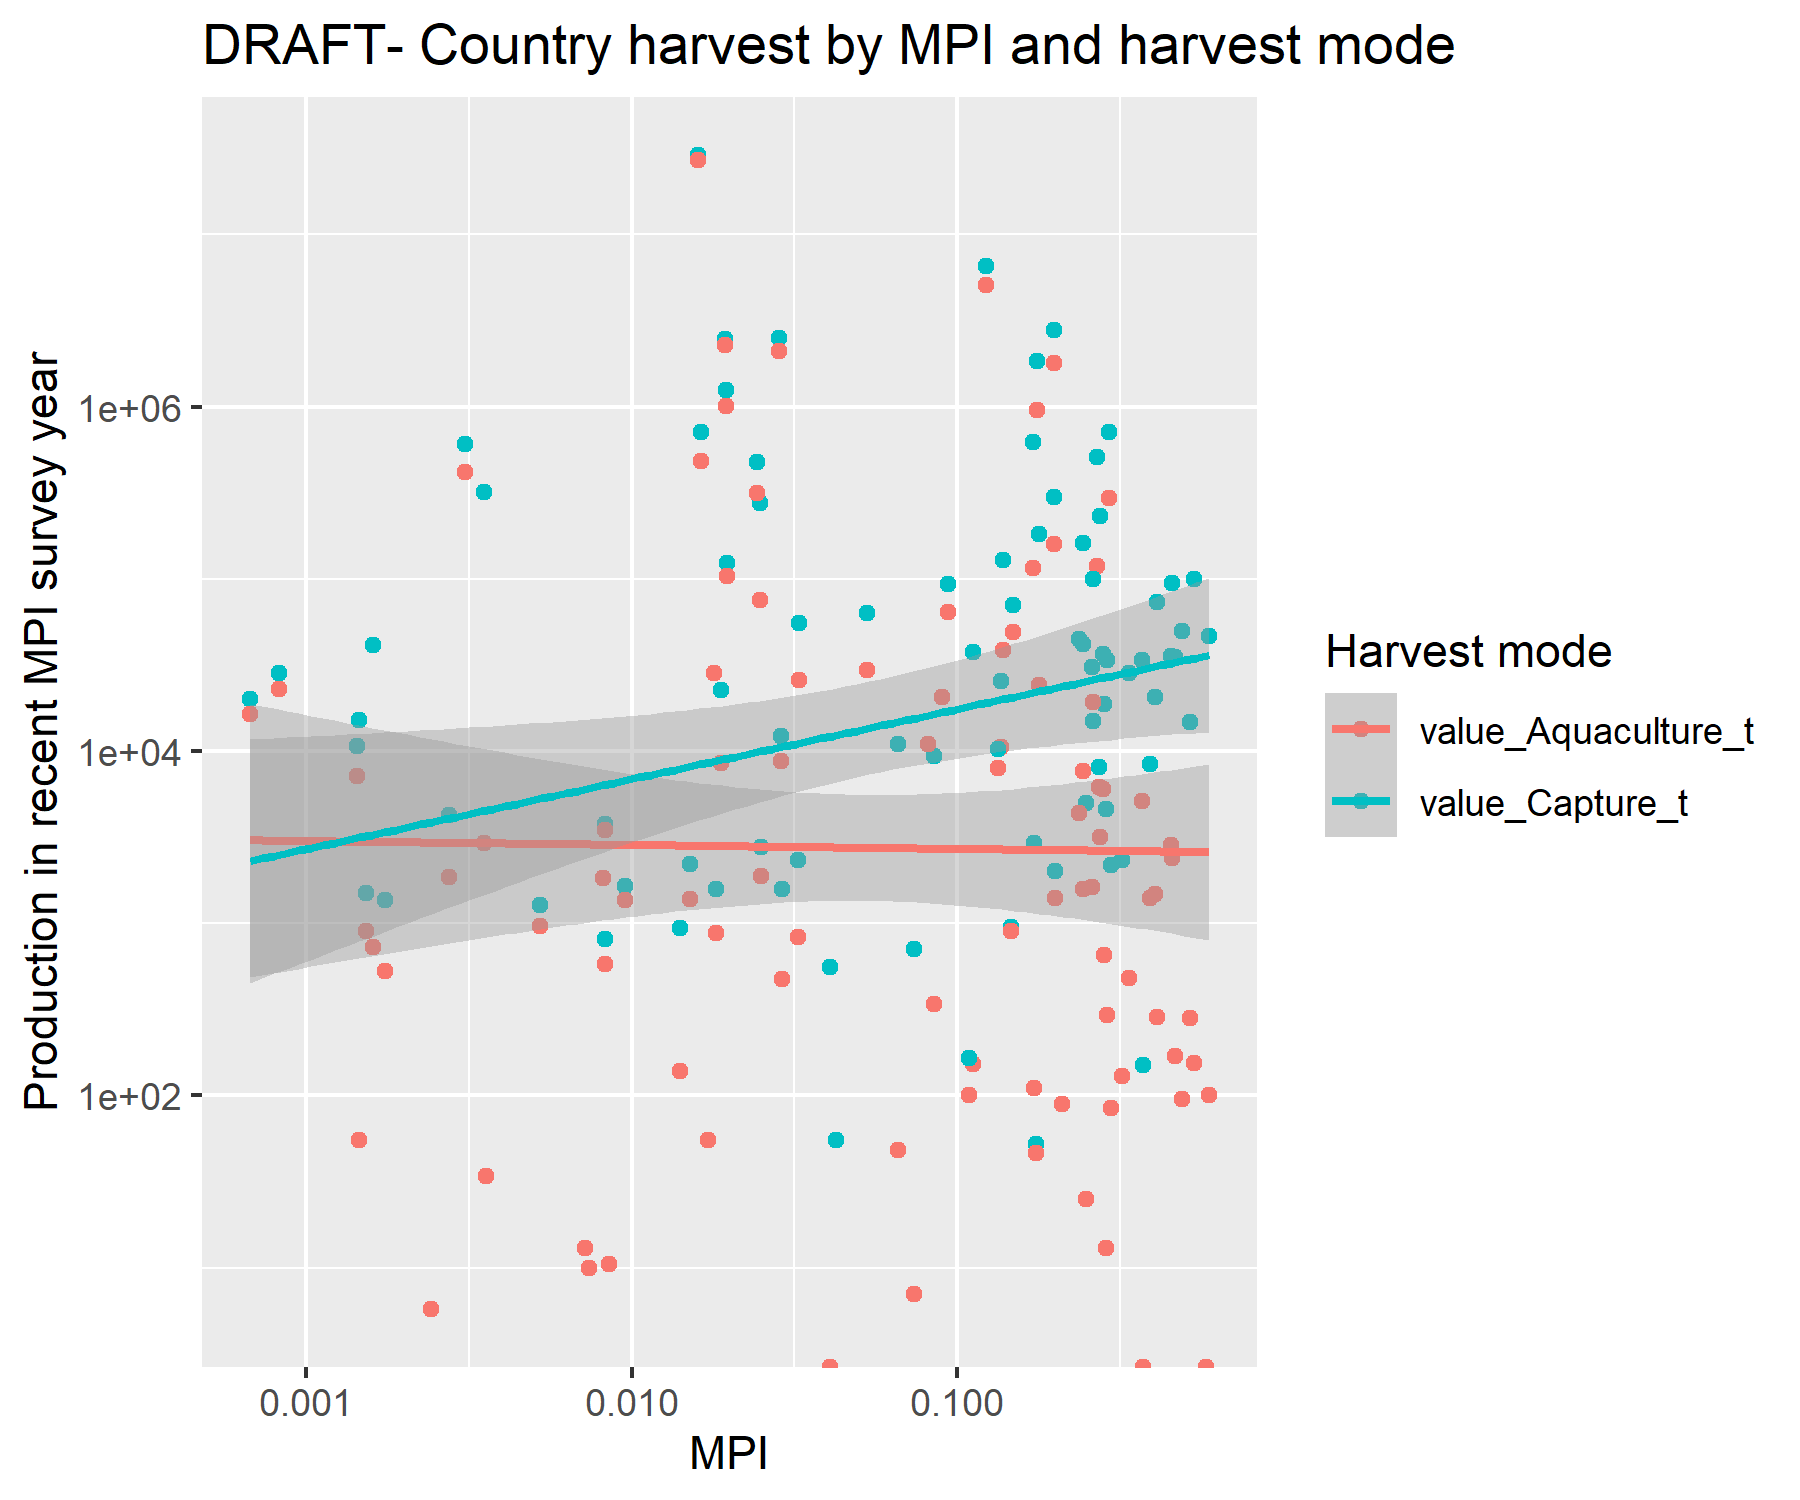 DRAFT- Country harvest by MPI and harvest mode
Production in recent MPI survey year
1e+06
1e+04
1e+02
0.001
0.010
0.100
MPI
Harvest mode
value_Aquaculture_t
value_Capture_t